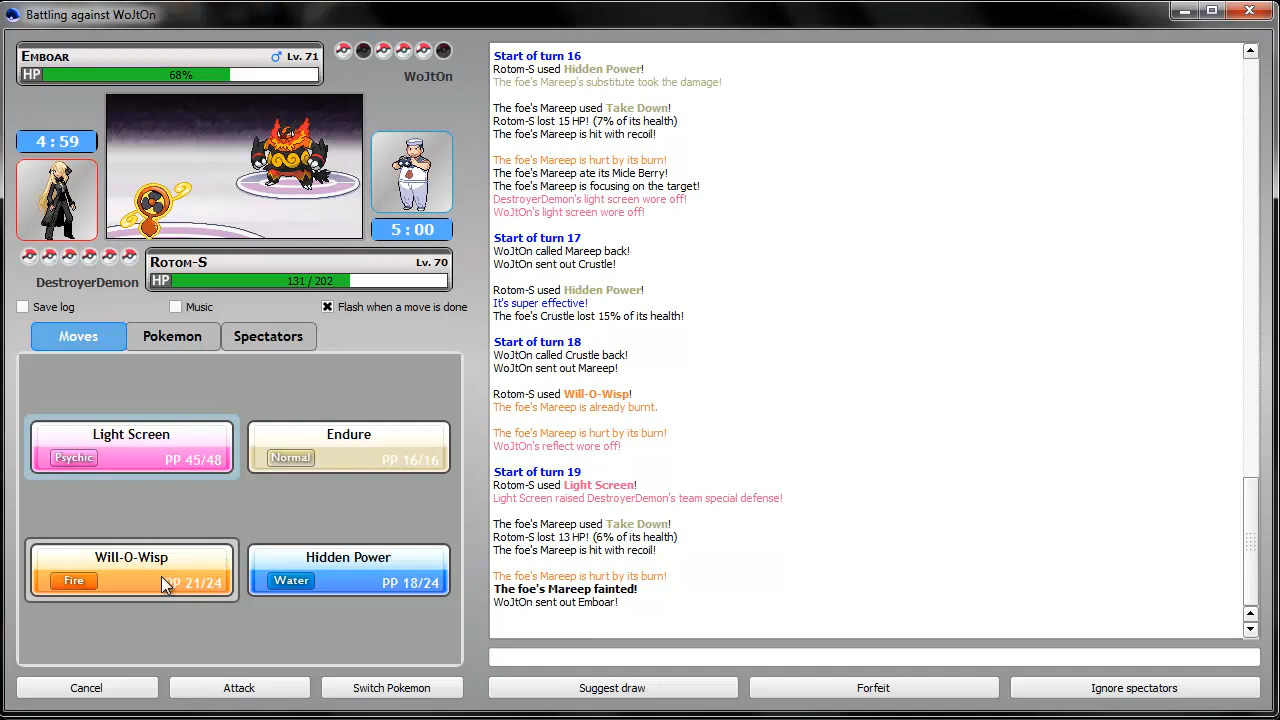 Battling against WoJtOn
EMBOAR ♂ Lv. 71
HP 68%
WoJtOn
4:59
5:00
ROTOM-S Lv. 70
HP 131 / 202
DestroyerDemon
Save log Music Flash when a move is done
Moves Pokemon Spectators
Light Screen
Psychic PP 45/48
Endure
Normal PP 16/16
Will-O-Wisp
Fire PP 21/24
Hidden Power
Water PP 18/24
Cancel Attack Switch Pokemon
Start of turn 16
Rotom-S used Hidden Power!
The foe's Mareep's substitute took the damage!
The foe's Mareep used Take Down!
Rotom-S lost 15 HP! (7% of its health)
The foe's Mareep is hit with recoil!
The foe's Mareep is hurt by its burn!
The foe's Mareep ate its Micle Berry!
The foe's Mareep is focusing on the target!
DestroyerDemon's light screen wore off!
WoJtOn's light screen wore off!
Start of turn 17
WoJtOn called Mareep back!
WoJtOn sent out Crustle!
Rotom-S used Hidden Power!
It's super effective!
The foe's Crustle lost 15% of its health!
Start of turn 18
WoJtOn called Crustle back!
WoJtOn sent out Mareep!
Rotom-S used Will-O-Wisp!
The foe's Mareep is already burnt.
The foe's Mareep is hurt by its burn!
WoJtOn's reflect wore off!
Start of turn 19
Rotom-S used Light Screen!
Light Screen raised DestroyerDemon's team special defense!
The foe's Mareep used Take Down!
Rotom-S lost 13 HP! (6% of its health)
The foe's Mareep is hit with recoil!
The foe's Mareep is hurt by its burn!
The foe's Mareep fainted!
WoJtOn sent out Emboar!
Suggest draw Forfeit Ignore spectators